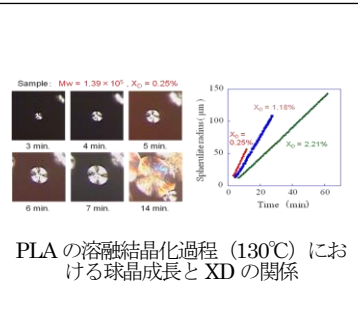 Sample: Mw = 1.39 × 10⁵, X_D = 0.25%
3 min. 4 min. 5 min.
6 min. 7 min. 14 min.
Spherulite radius (μm)
150
100
50
0
X_D = 1.18%
X_D = 0.25%
X_D = 2.21%
0 20 40 60
Time (min)
PLA の溶融結晶化過程（130℃）にお
ける球晶成長と XD の関係